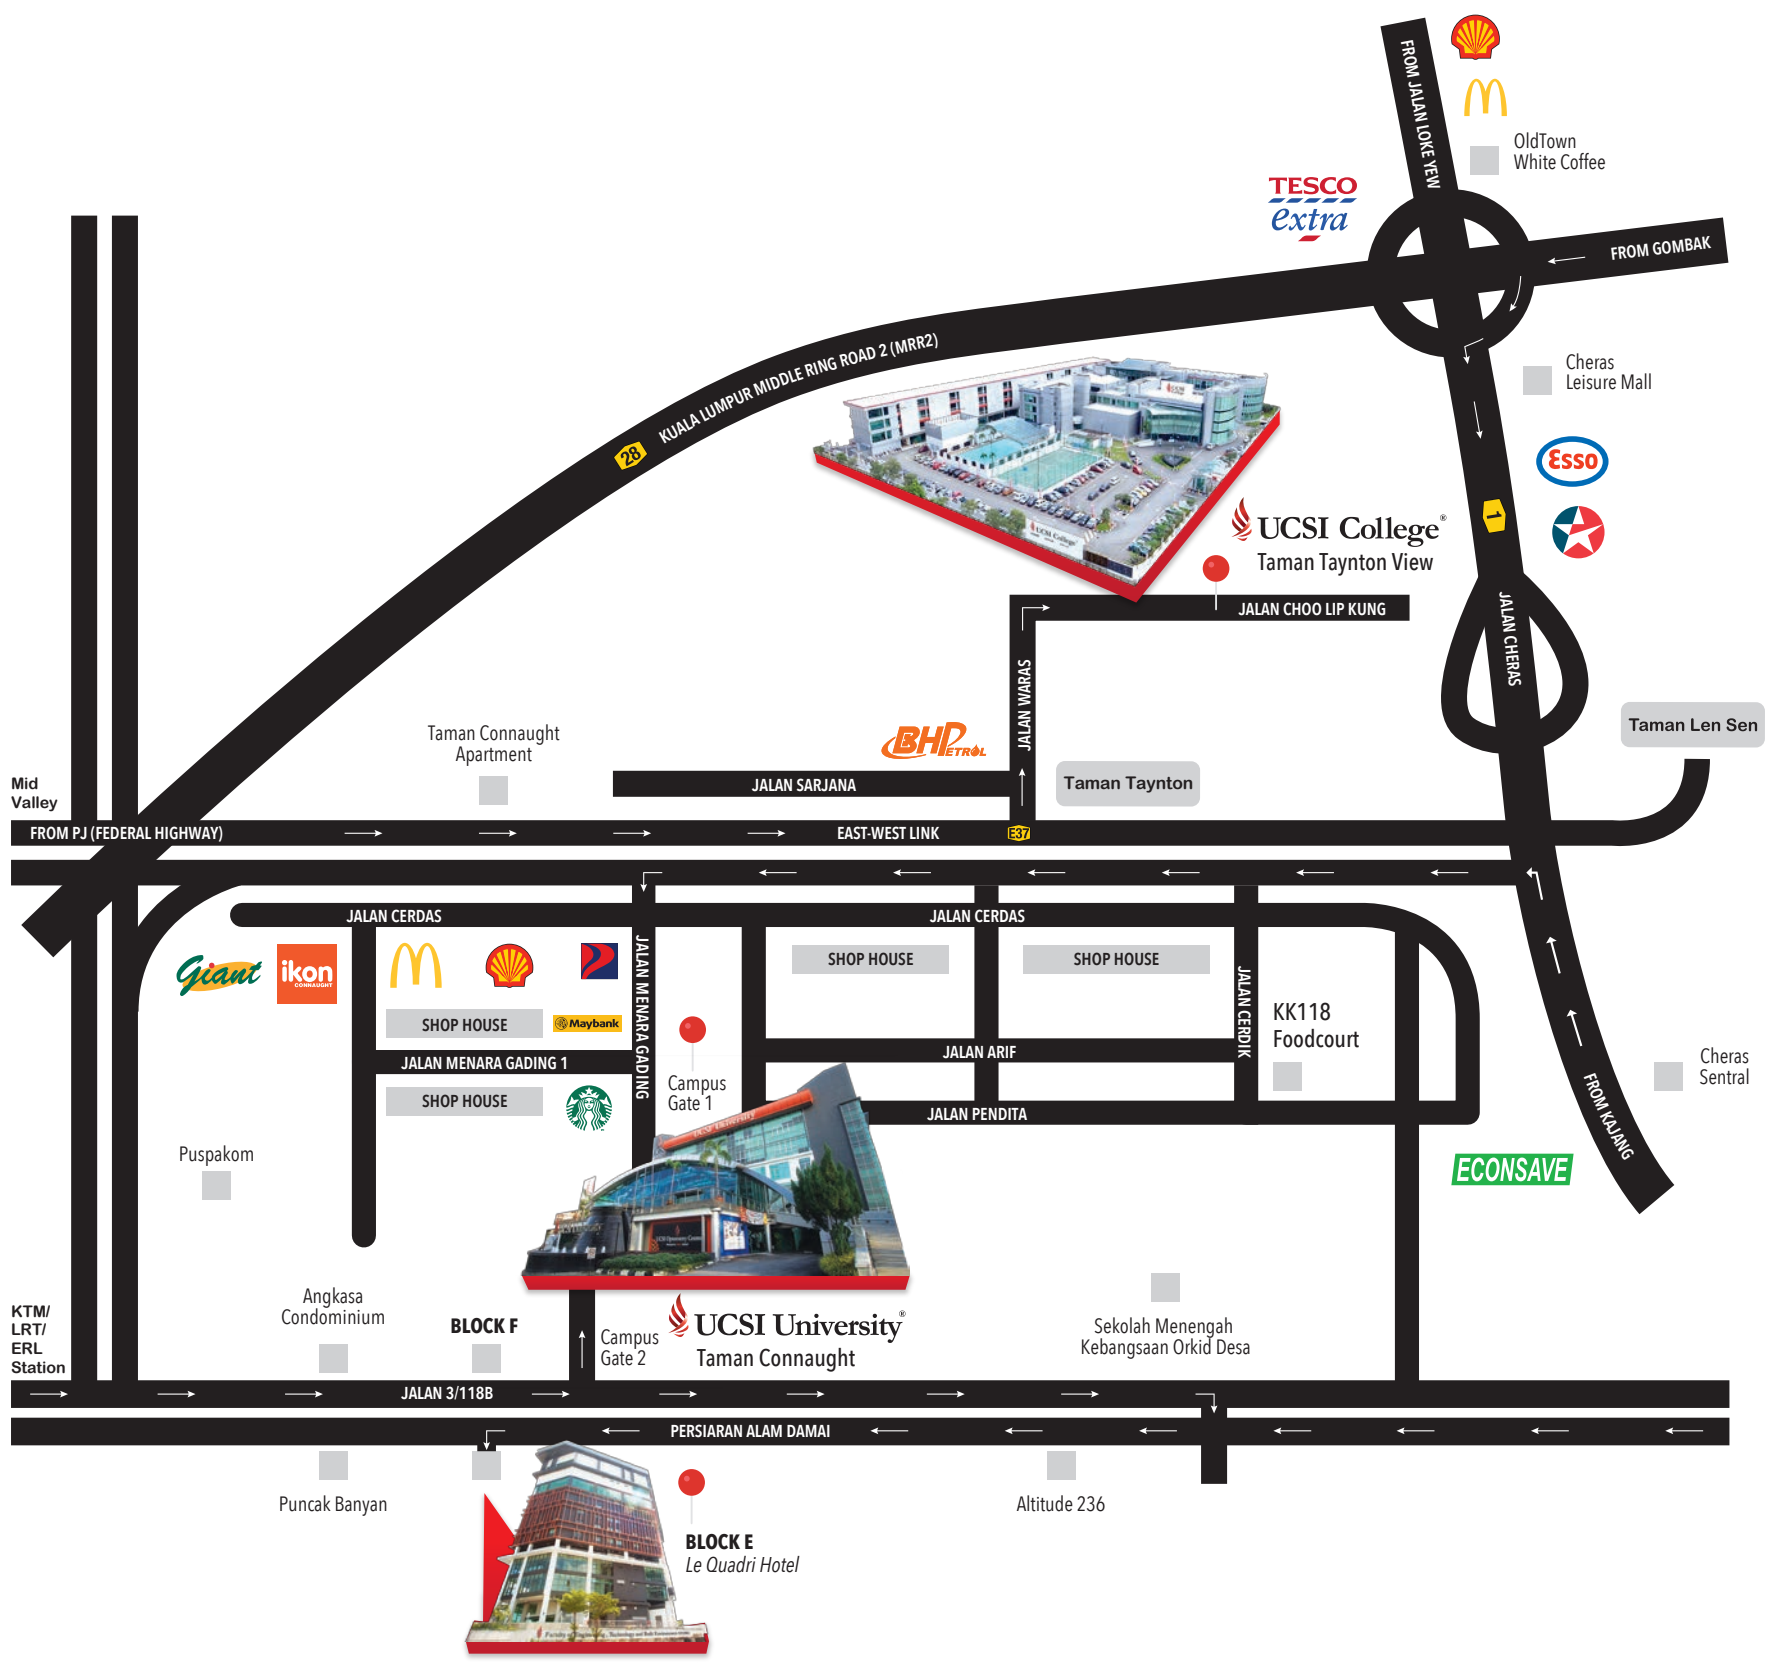 FROM JALAN LOKE YEW
OldTown
White Coffee
TESCO
extra
FROM GOMBAK
KUALA LUMPUR MIDDLE RING ROAD 2 (MRR2)
28
Cheras
Leisure Mall
Esso
1
UCSI
UCSI College
UCSI College®
Taman Taynton View
JALAN CHOO LIP KUNG
JALAN CHERAS
JALAN WARAS
Taman Len Sen
Taman Connaught
Apartment
BHPETROL
JALAN SARJANA
Taman Taynton
Mid
Valley
FROM PJ (FEDERAL HIGHWAY)
EAST-WEST LINK
E37
JALAN CERDAS
JALAN CERDAS
Giant
ikon
CONNAUGHT
SHOP HOUSE
SHOP HOUSE
JALAN MENARA GADING
JALAN CERDIK
KK118
Foodcourt
SHOP HOUSE
Maybank
JALAN MENARA GADING 1
JALAN ARIF
Cheras
Sentral
FROM KAJANG
SHOP HOUSE
Campus
Gate 1
JALAN PENDITA
UCSI University
Puspakom
ECONSAVE
Angkasa
Condominium
KTM/
LRT/
ERL
Station
BLOCK F
Campus
Gate 2
UCSI University®
Taman Connaught
Sekolah Menengah
Kebangsaan Orkid Desa
JALAN 3/118B
PERSIARAN ALAM DAMAI
Puncak Banyan
Altitude 236
BLOCK E
Le Quadri Hotel